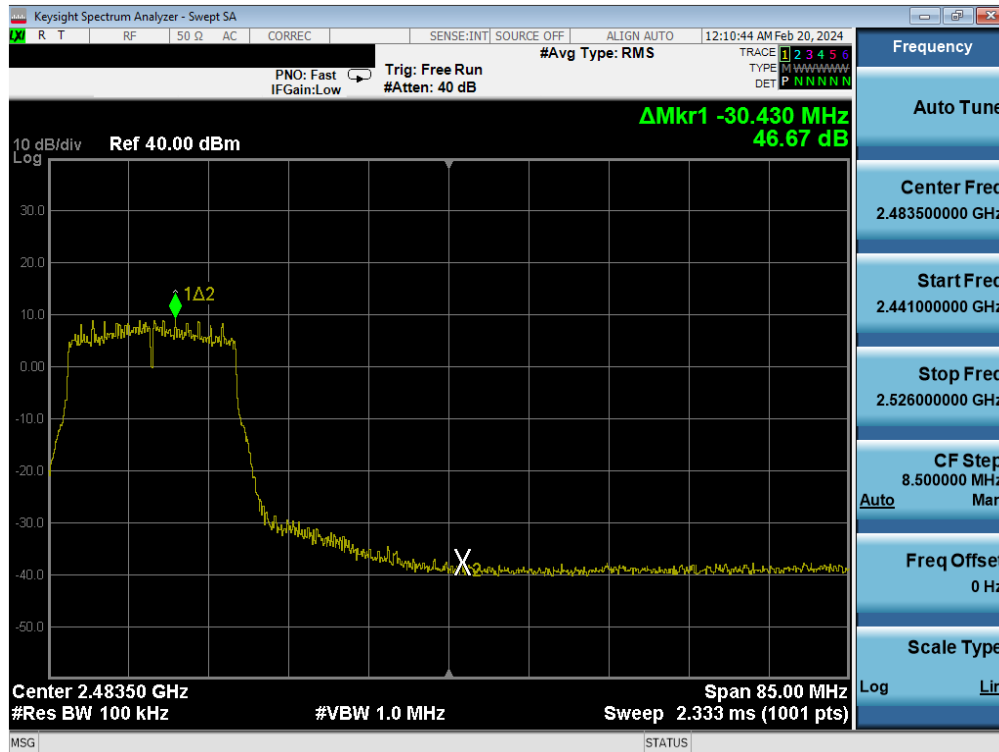 Keysight Spectrum Analyzer - Swept SA
LXI R T RF 50 Ω AC CORREC SENSE:INT SOURCE OFF ALIGN AUTO 12:10:44 AM Feb 20, 2024
#Avg Type: RMS
TRACE 1 2 3 4 5 6
TYPE M W W W W W
DET P N N N N N
PNO: Fast
IFGain:Low
Trig: Free Run
#Atten: 40 dB
ΔMkr1 -30.430 MHz
46.67 dB
10 dB/div Ref 40.00 dBm
Log
30.0
20.0
1Δ2
10.0
0.00
-10.0
-20.0
-30.0
X2
-40.0
-50.0
Center 2.48350 GHz Span 85.00 MHz
#Res BW 100 kHz #VBW 1.0 MHz Sweep 2.333 ms (1001 pts)
MSG STATUS
Frequency
Auto Tune
Center Freq
2.483500000 GHz
Start Freq
2.441000000 GHz
Stop Freq
2.526000000 GHz
CF Step
8.500000 MHz
Auto Man
Freq Offset
0 Hz
Scale Type
Log Lin